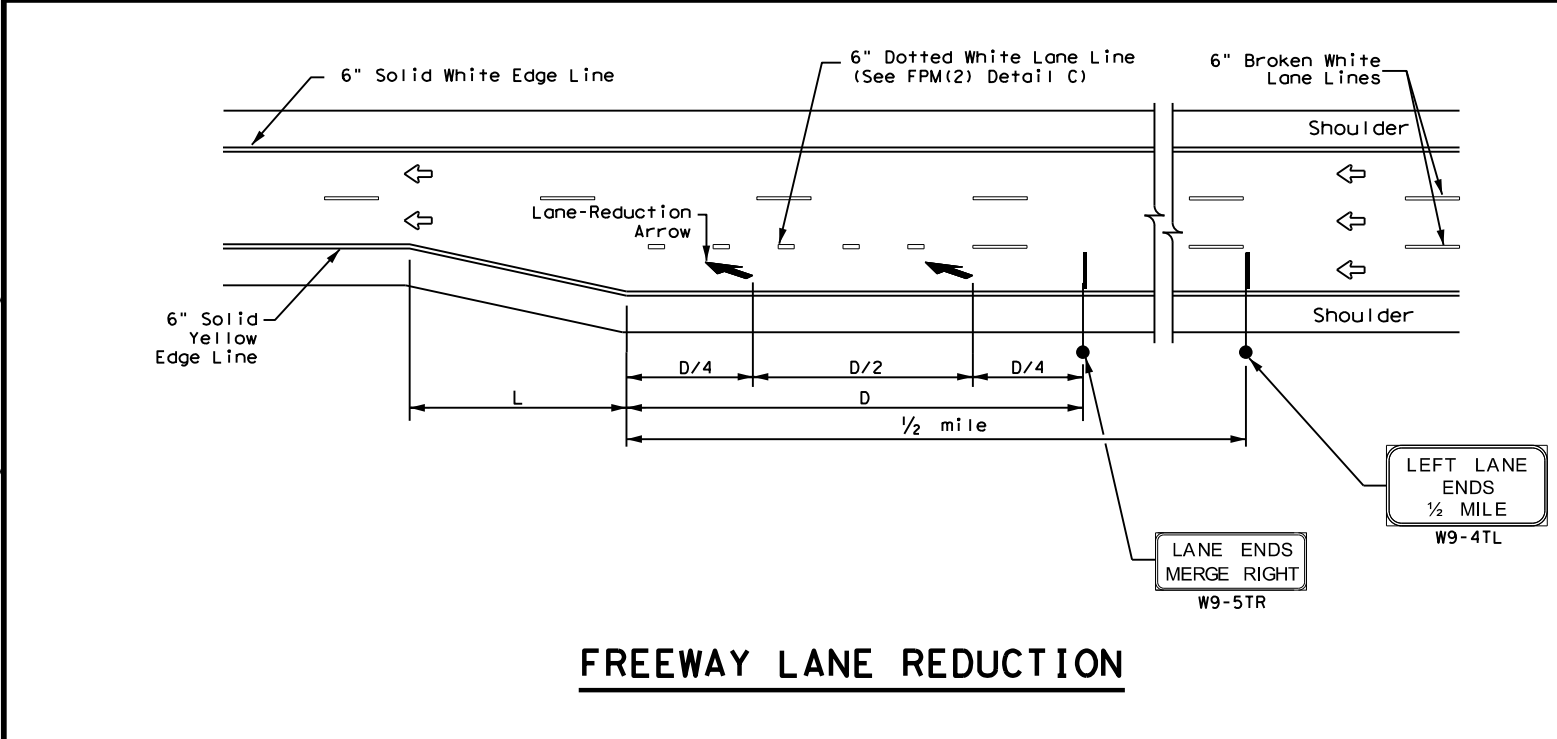 6" Solid White Edge Line
6" Dotted White Lane Line
(See FPM(2) Detail C)
6" Broken White
Lane Lines
Shoulder
Lane-Reduction
Arrow
Shoulder
6" Solid
Yellow
Edge Line
D/4
D/2
D/4
L
D
½ mile
LEFT LANE
ENDS
½ MILE
W9-4TL
LANE ENDS
MERGE RIGHT
W9-5TR
FREEWAY LANE REDUCTION